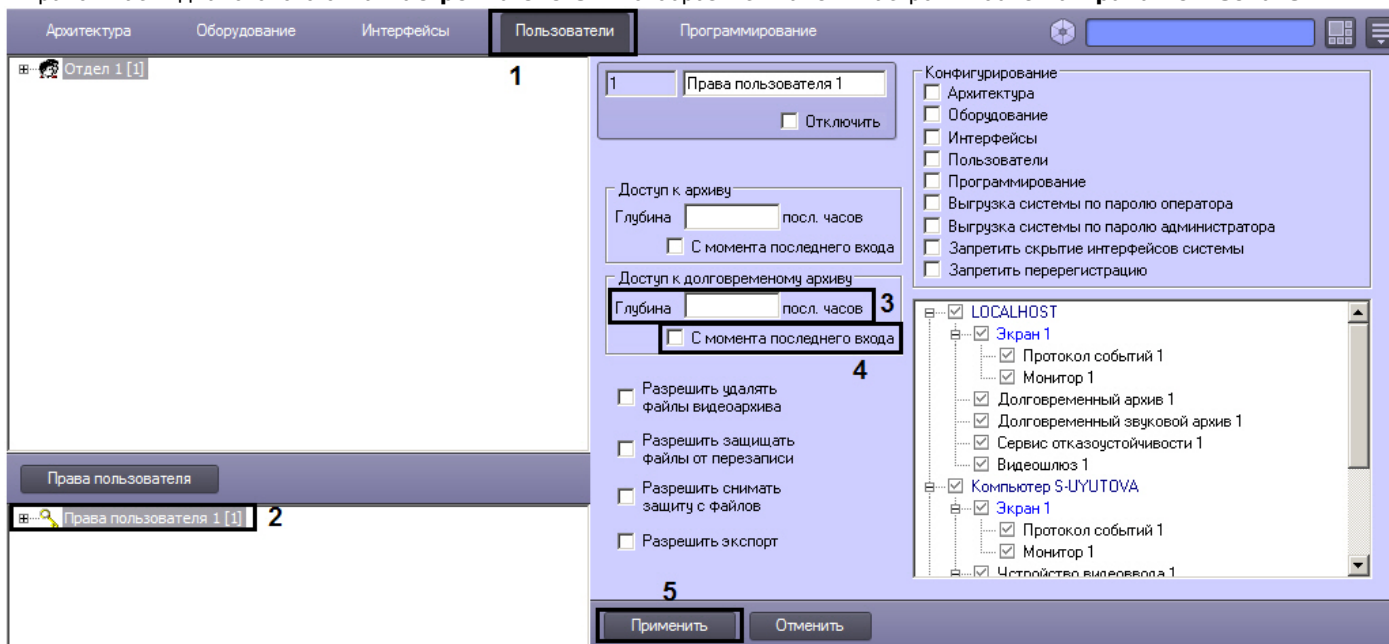 Архитектура
Оборудование
Интерфейсы
Пользователи
Программирование
1
Отдел 1 [1]
Права пользователя
Права пользователя 1 [1]
2
1
Права пользователя 1
Отключить
Доступ к архиву
Глубина
посл. часов
С момента последнего входа
Доступ к долговременому архиву
Глубина
посл. часов
3
С момента последнего входа
4
Разрешить удалять
файлы видеоархива
Разрешить защищать
файлы от перезаписи
Разрешить снимать
защиту с файлов
Разрешить экспорт
Конфигурирование
Архитектура
Оборудование
Интерфейсы
Пользователи
Программирование
Выгрузка системы по паролю оператора
Выгрузка системы по паролю администратора
Запретить скрытие интерфейсов системы
Запретить перерегистрацию
LOCALHOST
Экран 1
Протокол событий 1
Монитор 1
Долговременный архив 1
Долговременный звуковой архив 1
Сервис отказоустойчивости 1
Видеошлюз 1
Компьютер S-UYUTOVA
Экран 1
Протокол событий 1
Монитор 1
Устройство видеоввода 1
5
Применить
Отменить